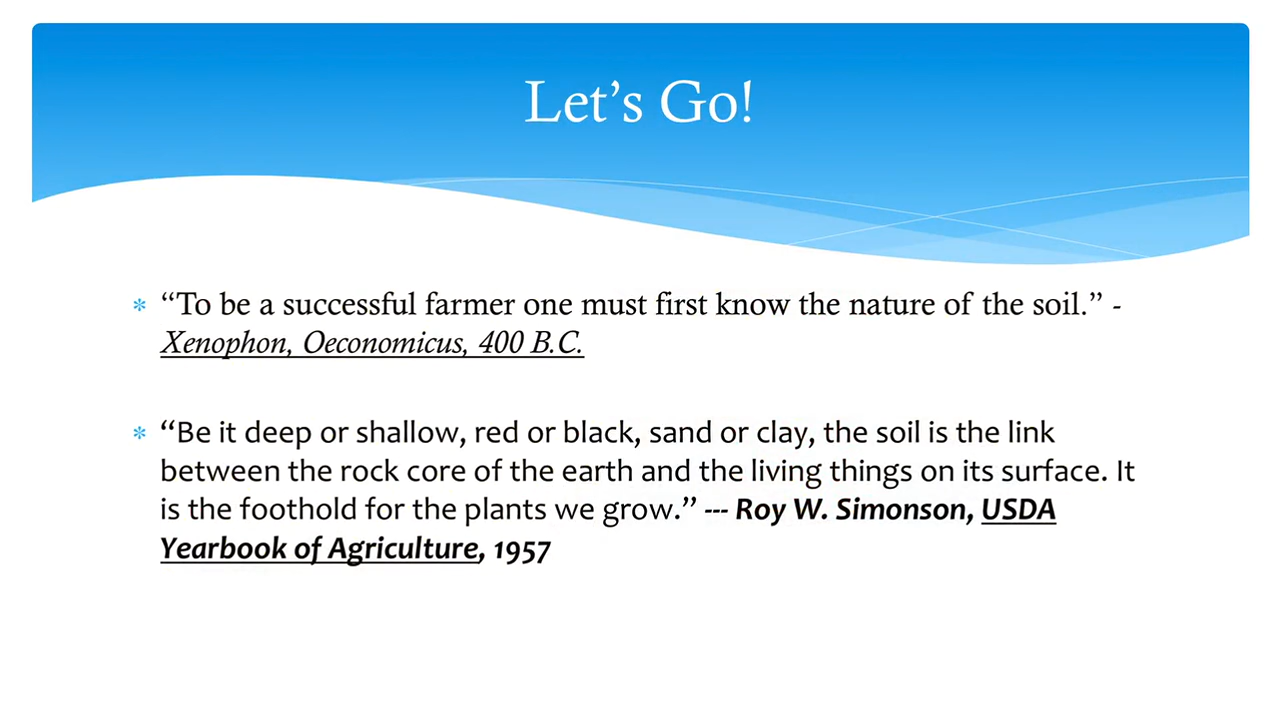 Let’s Go!
* “To be a successful farmer one must first know the nature of the soil.” -
Xenophon, Oeconomicus, 400 B.C.
* “Be it deep or shallow, red or black, sand or clay, the soil is the link
between the rock core of the earth and the living things on its surface. It
is the foothold for the plants we grow.” --- Roy W. Simonson, USDA
Yearbook of Agriculture, 1957